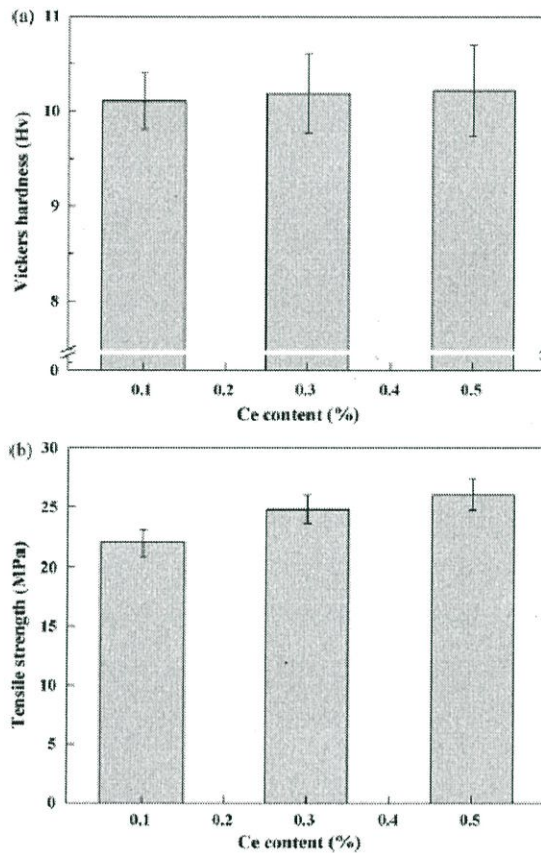 (a)
Vickers hardness (Hv)
11
10
9
8
0
0.1 0.2 0.3 0.4 0.5
Ce content (%)
(b)
Tensile strength (MPa)
30
25
20
15
10
5
0
0.1 0.2 0.3 0.4 0.5
Ce content (%)